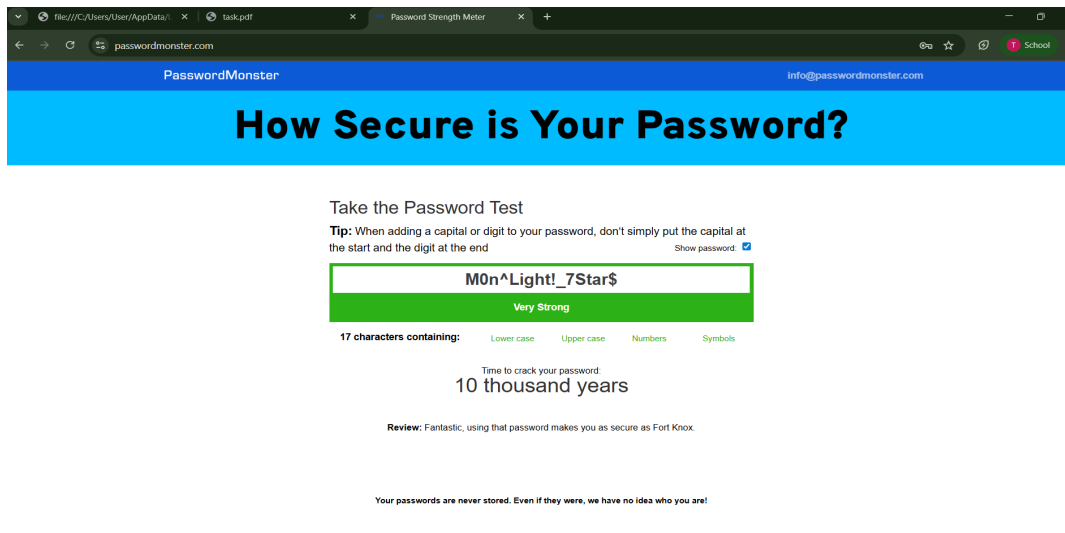 file:///C:/Users/User/AppData/L
task.pdf
Password Strength Meter
passwordmonster.com
T School
PasswordMonster
info@passwordmonster.com
How Secure is Your Password?
Take the Password Test
Tip: When adding a capital or digit to your password, don't simply put the capital at
the start and the digit at the end
Show password:
M0n^Light!_7Star$
Very Strong
17 characters containing: Lower case Upper case Numbers Symbols
Time to crack your password:
10 thousand years
Review: Fantastic, using that password makes you as secure as Fort Knox.
Your passwords are never stored. Even if they were, we have no idea who you are!